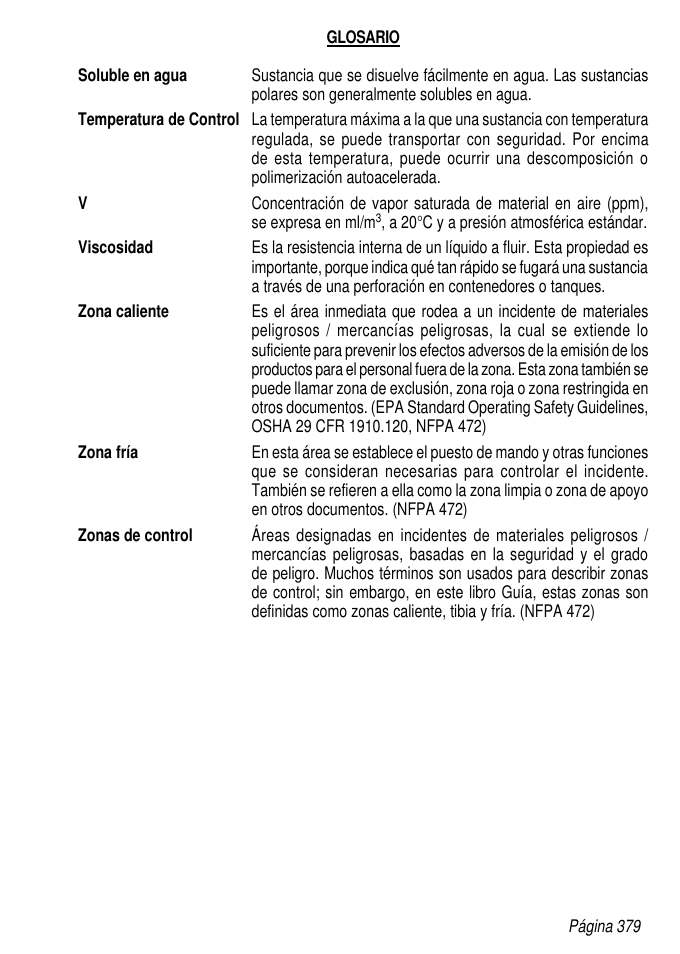 GLOSARIO
Soluble en agua Sustancia que se disuelve fácilmente en agua. Las sustancias
polares son generalmente solubles en agua.
Temperatura de Control La temperatura máxima a la que una sustancia con temperatura
regulada, se puede transportar con seguridad. Por encima
de esta temperatura, puede ocurrir una descomposición o
polimerización autoacelerada.
V Concentración de vapor saturada de material en aire (ppm),
se expresa en ml/m³, a 20°C y a presión atmosférica estándar.
Viscosidad Es la resistencia interna de un líquido a fluir. Esta propiedad es
importante, porque indica qué tan rápido se fugará una sustancia
a través de una perforación en contenedores o tanques.
Zona caliente Es el área inmediata que rodea a un incidente de materiales
peligrosos / mercancías peligrosas, la cual se extiende lo
suficiente para prevenir los efectos adversos de la emisión de los
productos para el personal fuera de la zona. Esta zona también se
puede llamar zona de exclusión, zona roja o zona restringida en
otros documentos. (EPA Standard Operating Safety Guidelines,
OSHA 29 CFR 1910.120, NFPA 472)
Zona fría En esta área se establece el puesto de mando y otras funciones
que se consideran necesarias para controlar el incidente.
También se refieren a ella como la zona limpia o zona de apoyo
en otros documentos. (NFPA 472)
Zonas de control Áreas designadas en incidentes de materiales peligrosos /
mercancías peligrosas, basadas en la seguridad y el grado
de peligro. Muchos términos son usados para describir zonas
de control; sin embargo, en este libro Guía, estas zonas son
definidas como zonas caliente, tibia y fría. (NFPA 472)
Página 379